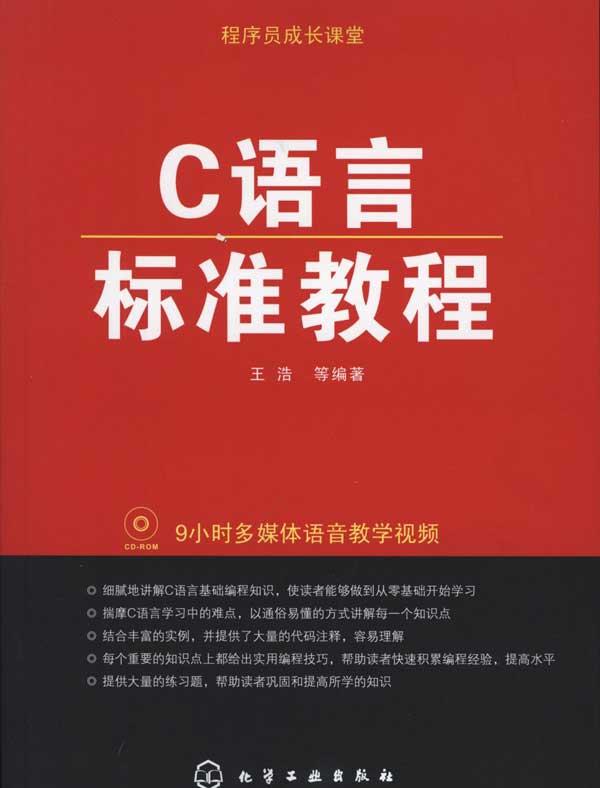 程序员成长课堂
C语言
标准教程
王 浩 等编著
CD-ROM
9小时多媒体语音教学视频
◎ 细腻地讲解C语言基础编程知识，使读者能够做到从零基础开始学习
◎ 揣摩C语言学习中的难点，以通俗易懂的方式讲解每一个知识点
◎ 结合丰富的实例，并提供了大量的代码注释，容易理解
◎ 每个重要的知识点上都给出实用编程技巧，帮助读者快速积累编程经验，提高水平
◎ 提供大量的练习题，帮助读者巩固和提高所学的知识
化学工业出版社